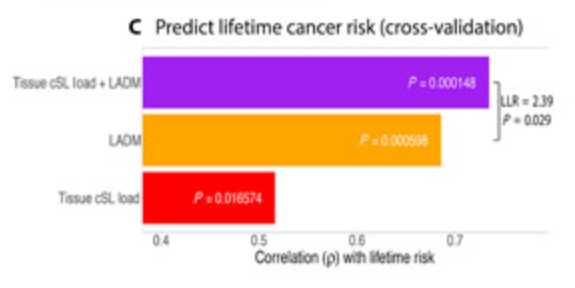 C Predict lifetime cancer risk (cross-validation)
Tissue cSL load + LADM
P = 0.000148
LLR = 2.39
P = 0.029
LADM
P = 0.000598
Tissue cSL load
P = 0.016574
0.4 0.5 0.6 0.7
Correlation (ρ) with lifetime risk